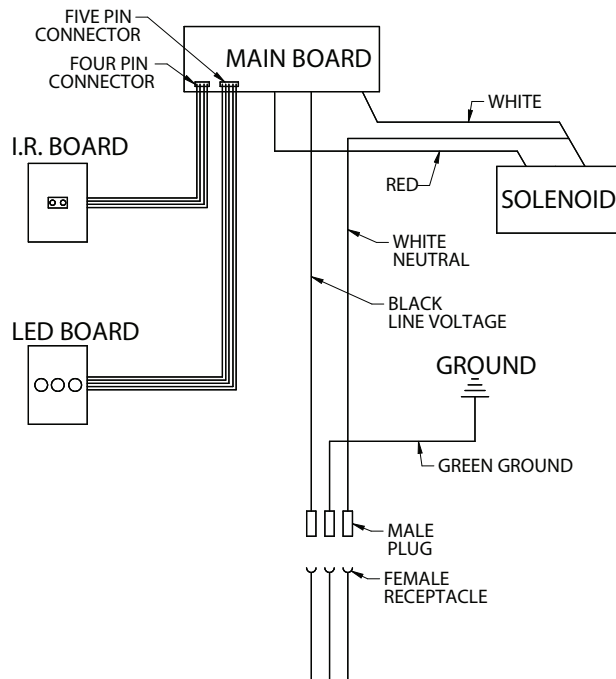 FIVE PIN
CONNECTOR
FOUR PIN
CONNECTOR
MAIN BOARD
WHITE
I.R. BOARD
RED
SOLENOID
WHITE
NEUTRAL
BLACK
LINE VOLTAGE
LED BOARD
GROUND
GREEN GROUND
MALE
PLUG
FEMALE
RECEPTACLE